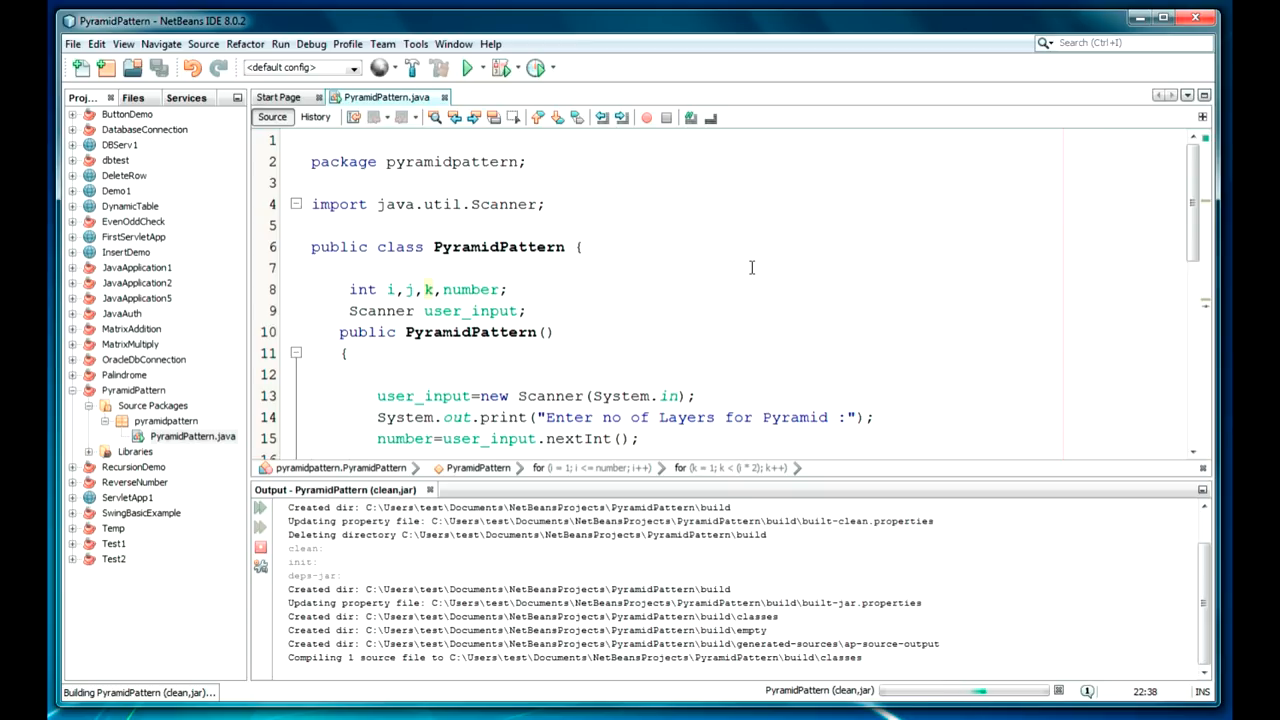 PyramidPattern - NetBeans IDE 8.0.2
File Edit View Navigate Source Refactor Run Debug Profile Team Tools Window Help
Search (Ctrl+I)
<default config>
Proj... Files Services
Start Page PyramidPattern.java
Source History
ButtonDemo
DatabaseConnection
DBServ1
dbtest
DeleteRow
Demo1
DynamicTable
EvenOddCheck
FirstServletApp
InsertDemo
JavaApplication1
JavaApplication2
JavaApplication5
JavaAuth
MatrixAddition
MatrixMultiply
OracleDbConnection
Palindrome
PyramidPattern
Source Packages
pyramidpattern
PyramidPattern.java
Libraries
RecursionDemo
ReverseNumber
ServletApp1
SwingBasicExample
Temp
Test1
Test2
1
2 package pyramidpattern;
3
4 import java.util.Scanner;
5
6 public class PyramidPattern {
7
8 int i,j,k,number;
9 Scanner user_input;
10 public PyramidPattern()
11 {
12
13 user_input=new Scanner(System.in);
14 System.out.print("Enter no of Layers for Pyramid :");
15 number=user_input.nextInt();
pyramidpattern.PyramidPattern PyramidPattern for (i = 1; i <= number; i++) for (k = 1; k < (i * 2); k++)
Output - PyramidPattern (clean,jar)
Created dir: C:\Users\test\Documents\NetBeansProjects\PyramidPattern\build
Updating property file: C:\Users\test\Documents\NetBeansProjects\PyramidPattern\build\built-clean.properties
Deleting directory C:\Users\test\Documents\NetBeansProjects\PyramidPattern\build
clean:
init:
deps-jar:
Created dir: C:\Users\test\Documents\NetBeansProjects\PyramidPattern\build
Updating property file: C:\Users\test\Documents\NetBeansProjects\PyramidPattern\build\built-jar.properties
Created dir: C:\Users\test\Documents\NetBeansProjects\PyramidPattern\build\classes
Created dir: C:\Users\test\Documents\NetBeansProjects\PyramidPattern\build\empty
Created dir: C:\Users\test\Documents\NetBeansProjects\PyramidPattern\build\generated-sources\ap-source-output
Compiling 1 source file to C:\Users\test\Documents\NetBeansProjects\PyramidPattern\build\classes
Building PyramidPattern (clean,jar)... PyramidPattern (clean,jar) 1 22:38 INS